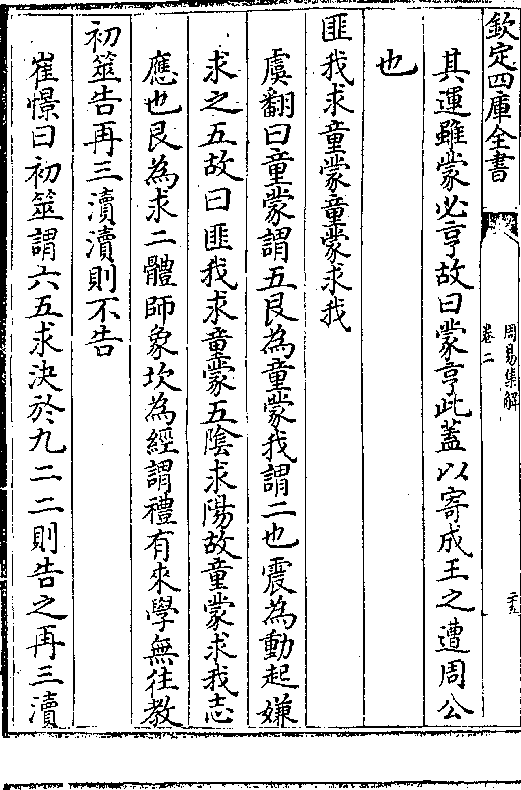 欽定四庫全書
周易集解
卷二
二十九
其運雖蒙必亨故曰蒙亨此蓋以寄成王之遭周公
也
匪我求童蒙童蒙求我
虞翻曰童蒙謂五艮為童蒙我謂二也震為動起嫌
求之五故曰匪我求童蒙五陰求陽故童蒙求我志
應也艮為求二體師象坎為經謂禮有來學無往教
初筮告再三瀆瀆則不告
崔憬曰初筮謂六五求決於九二二則告之再三瀆